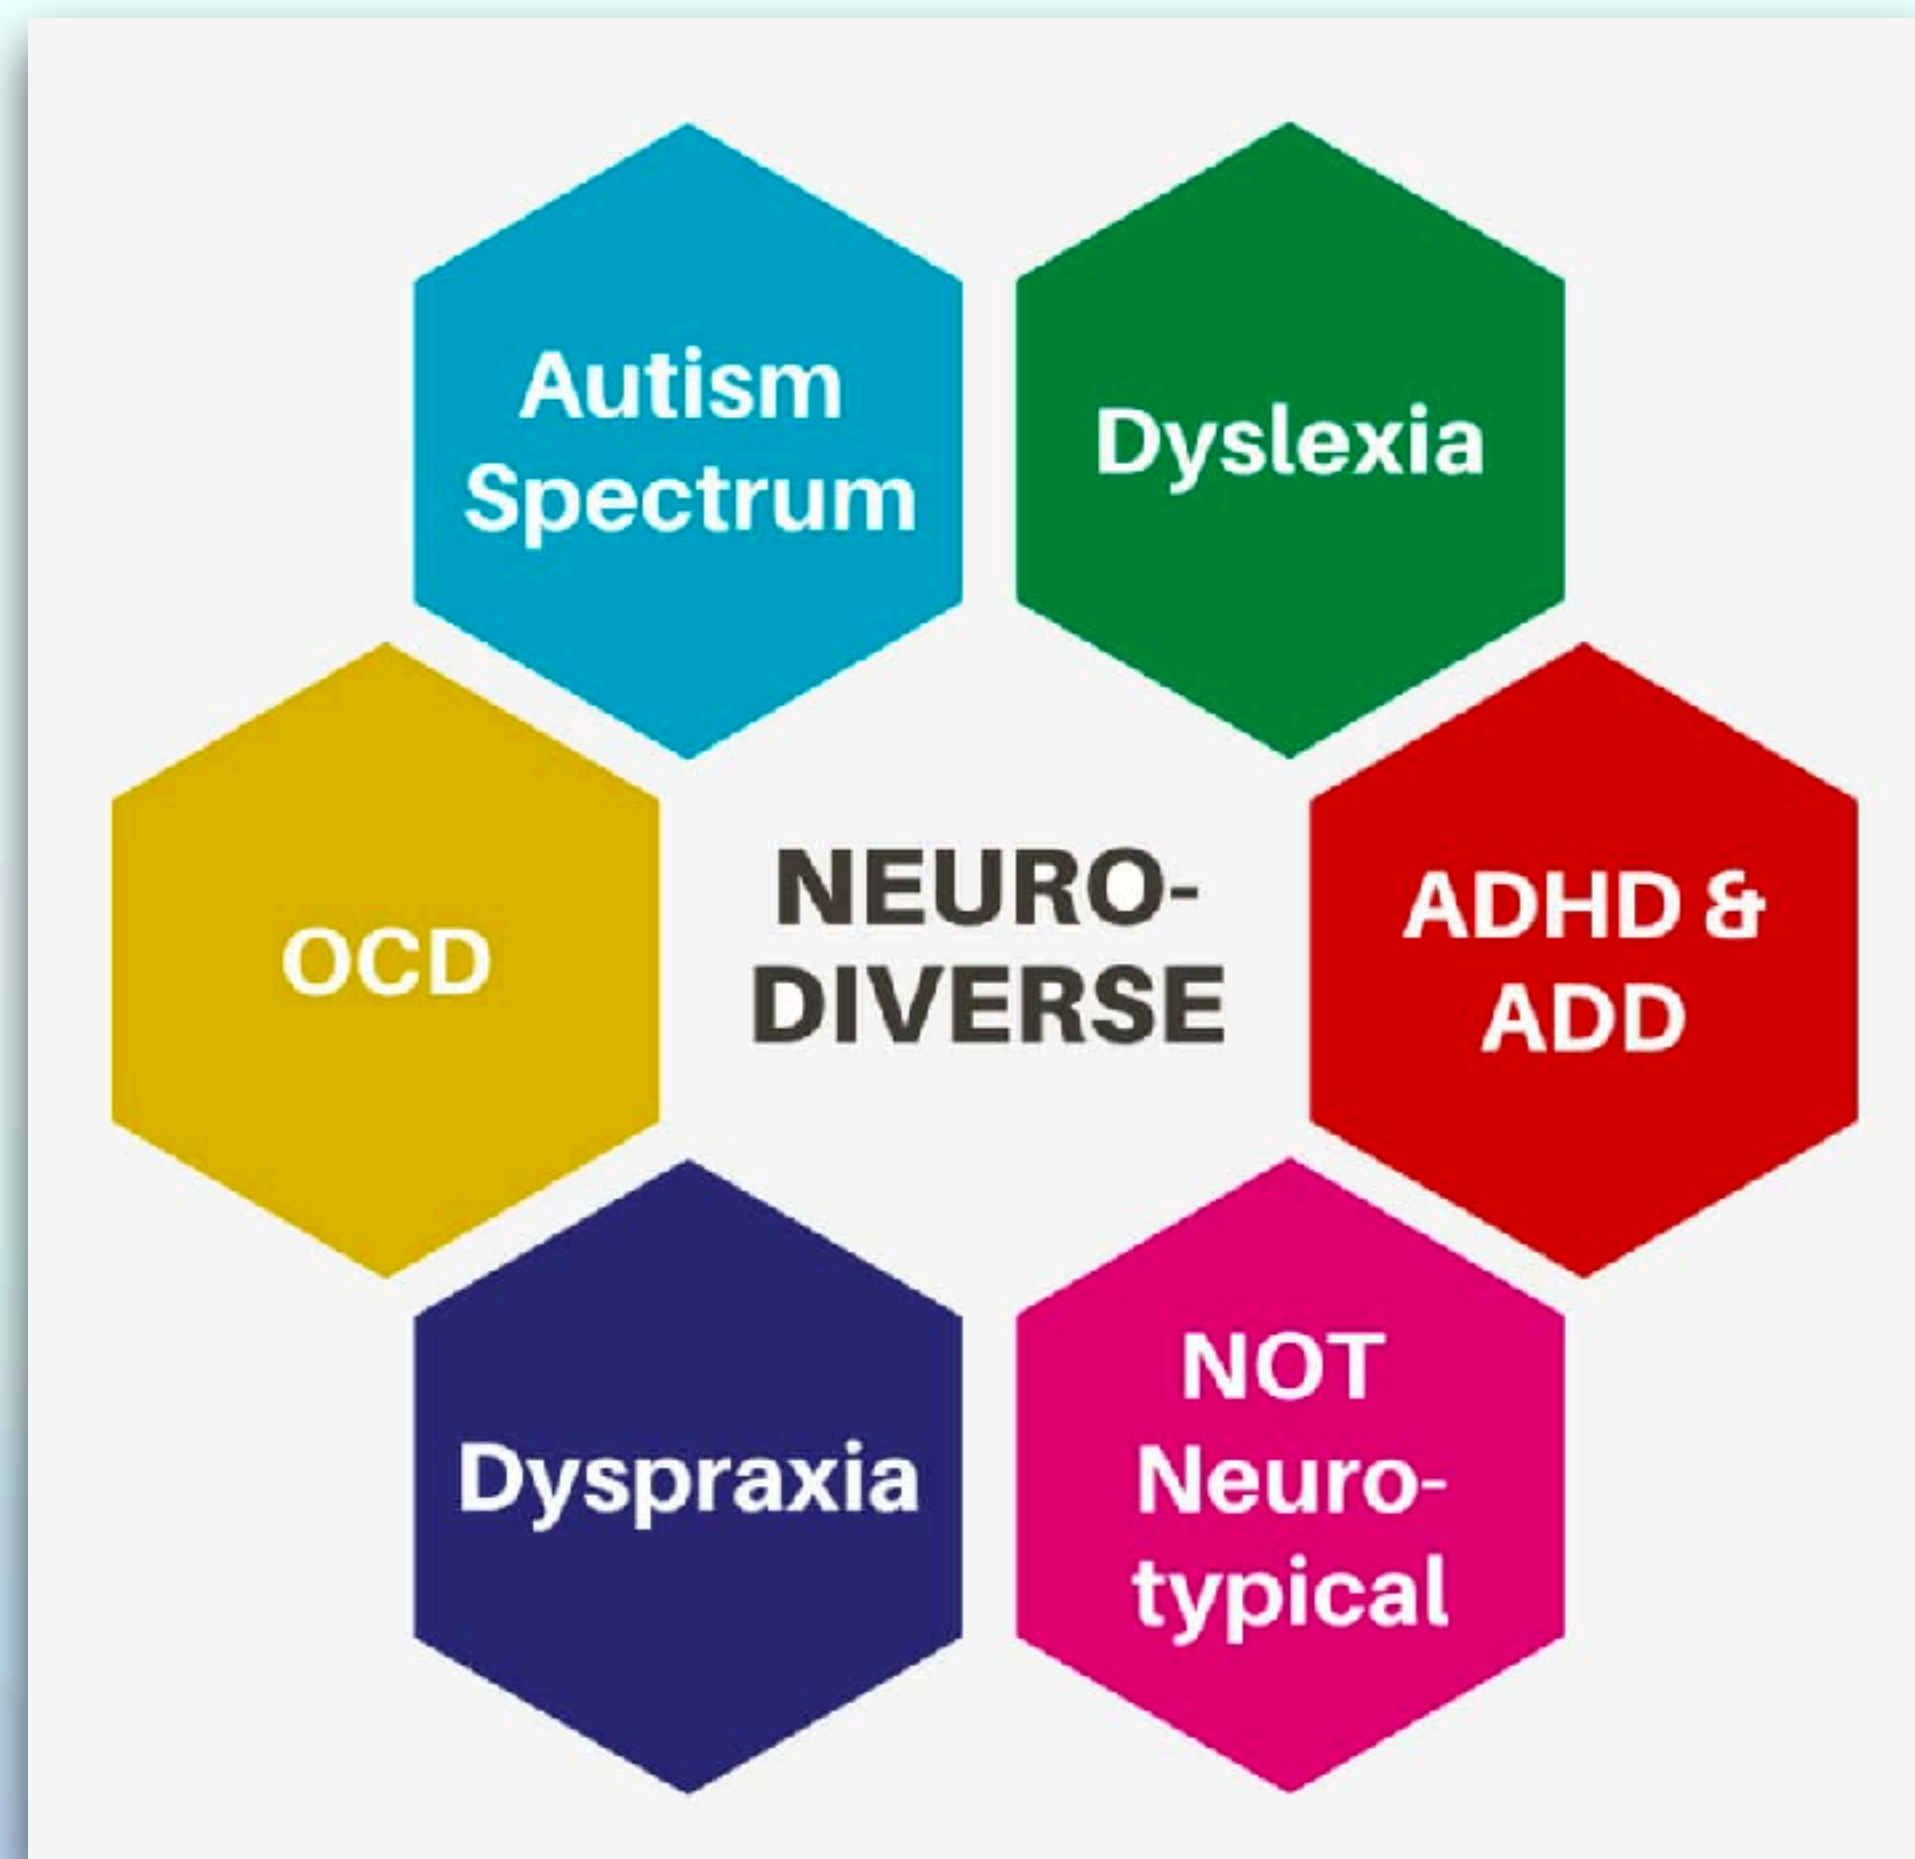 Autism
Spectrum
Dyslexia
OCD
NEURO-
DIVERSE
ADHD &
ADD
Dyspraxia
NOT
Neuro-
typical